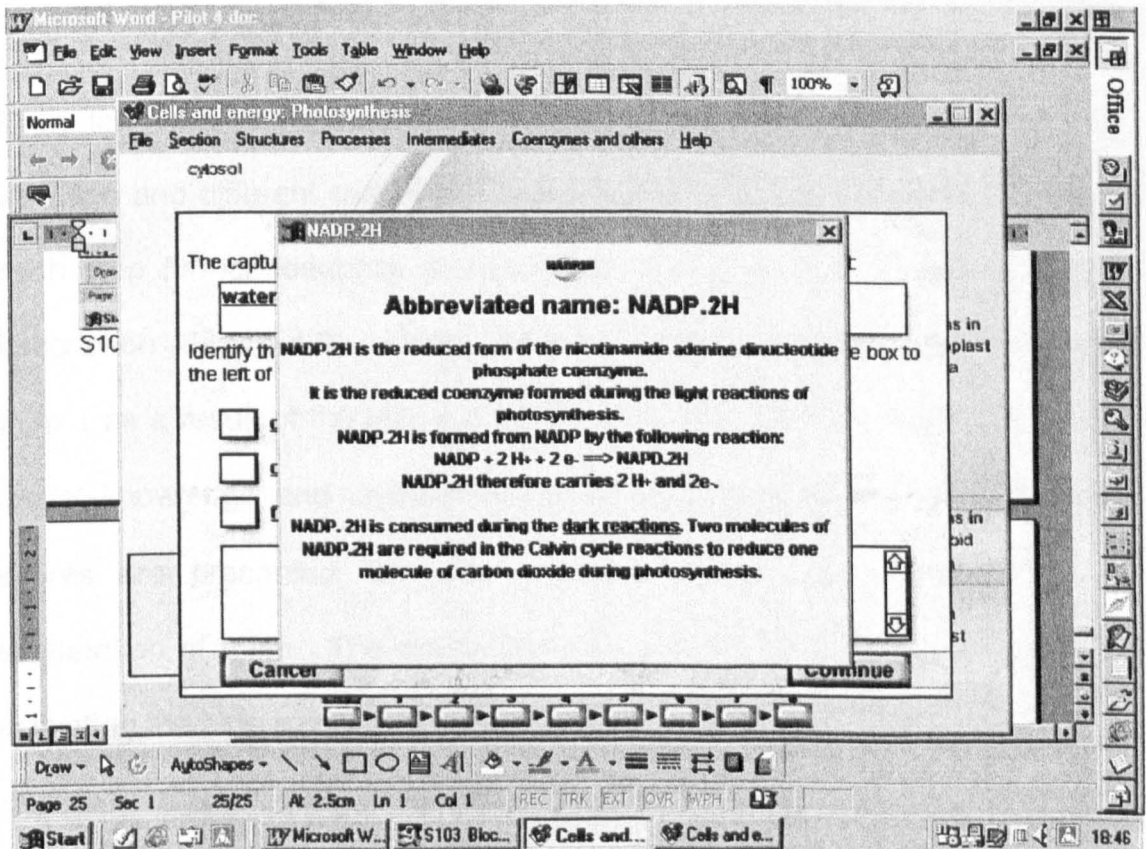 Microsoft Word - Pilot 4.doc
File Edit View Insert Format Tools Table Window Help
100%
Normal
Cells and energy: Photosynthesis
File Section Structures Processes Intermediates Coenzymes and others Help
cytosol
Office
NADP.2H
The captu
water
Abbreviated name: NADP.2H
S10
Identify th
the left of
e box to
NADP.2H is the reduced form of the nicotinamide adenine dinucleotide
phosphate coenzyme.
It is the reduced coenzyme formed during the light reactions of
photosynthesis.
NADP.2H is formed from NADP by the following reaction:
NADP + 2 H+ + 2 e- ==> NAPD.2H
NADP.2H therefore carries 2 H+ and 2e-.
NADP. 2H is consumed during the dark reactions. Two molecules of
NADP.2H are required in the Calvin cycle reactions to reduce one
molecule of carbon dioxide during photosynthesis.
s in
plast
a
s in
oid
st
Cancel
Continue
Draw AutoShapes
Page 25 Sec 1 25/25 At 2.5cm Ln 1 Col 1 REC TRK EXT OVR WPH
Start Microsoft W... S103 Bloc... Cells and... Cells and e... 18:46